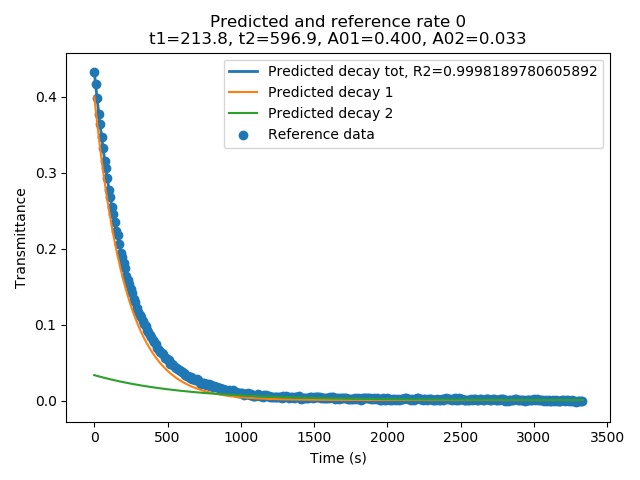 Predicted and reference rate 0
t1=213.8, t2=596.9, A01=0.400, A02=0.033
Predicted decay tot, R2=0.9998189780605892
Predicted decay 1
Predicted decay 2
Reference data
Transmittance
0.4
0.3
0.2
0.1
0.0
0 500 1000 1500 2000 2500 3000 3500
Time (s)